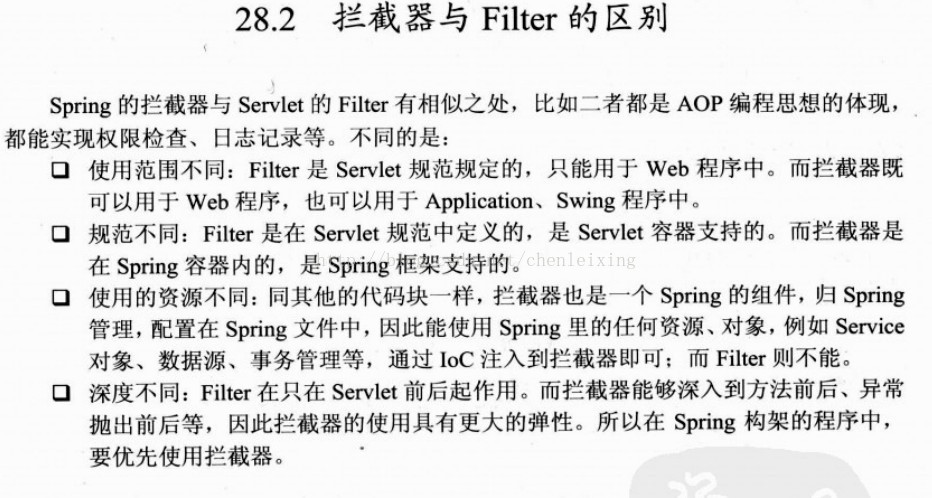 28.2 拦截器与 Filter 的区别
Spring 的拦截器与 Servlet 的 Filter 有相似之处，比如二者都是 AOP 编程思想的体现，
都能实现权限检查、日志记录等。不同的是：
❑ 使用范围不同：Filter 是 Servlet 规范规定的，只能用于 Web 程序中。而拦截器既
可以用于 Web 程序，也可以用于 Application、Swing 程序中。
❑ 规范不同：Filter 是在 Servlet 规范中定义的，是 Servlet 容器支持的。而拦截器是
在 Spring 容器内的，是 Spring 框架支持的。
❑ 使用的资源不同：同其他的代码块一样，拦截器也是一个 Spring 的组件，归 Spring
管理，配置在 Spring 文件中，因此能使用 Spring 里的任何资源、对象，例如 Service
对象、数据源、事务管理等，通过 IoC 注入到拦截器即可；而 Filter 则不能。
❑ 深度不同：Filter 在只在 Servlet 前后起作用。而拦截器能够深入到方法前后、异常
抛出前后等，因此拦截器的使用具有更大的弹性。所以在 Spring 构架的程序中，
要优先使用拦截器。